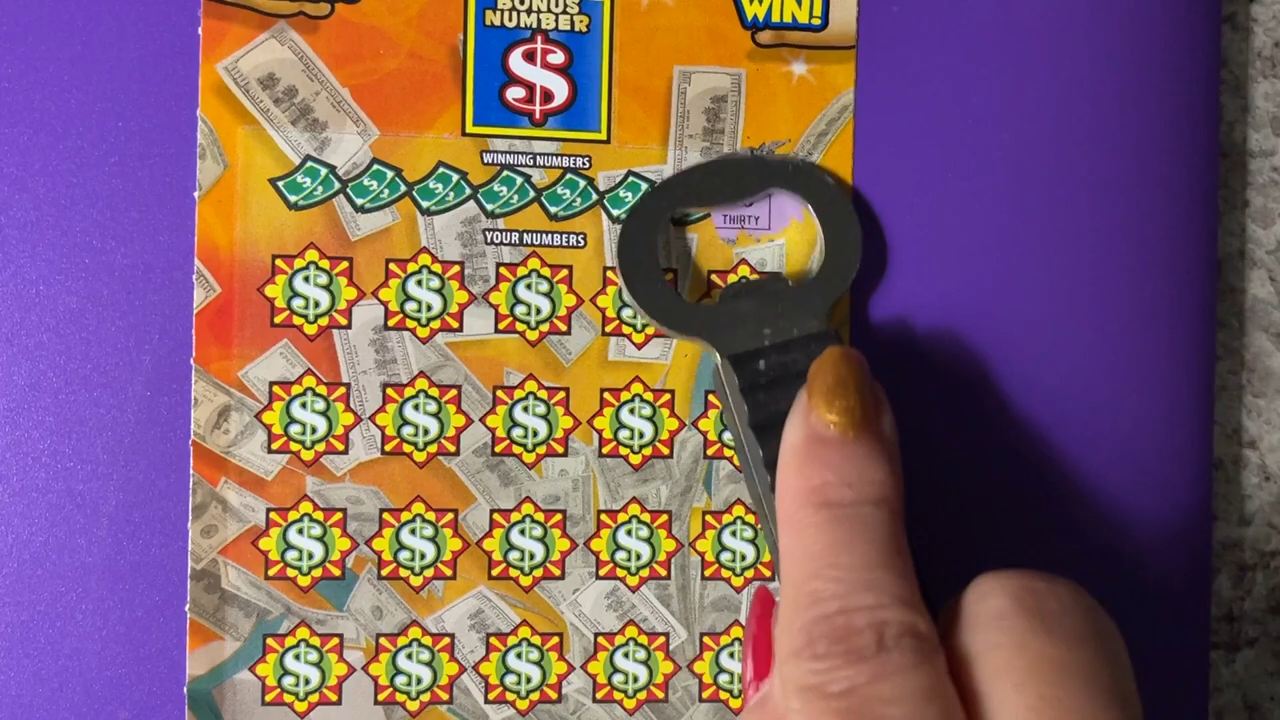 BONUS
NUMBER
$
WIN!
WINNING NUMBERS
$ $ $ $ $ $
THIRTY
YOUR NUMBERS
$ $ $ $
$ $ $ $
$ $ $ $ $
$ $ $ $ $